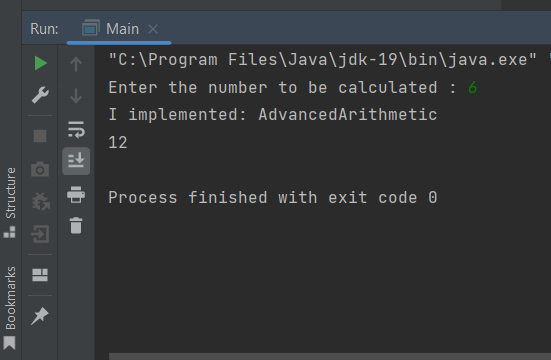 Run: Main
"C:\Program Files\Java\jdk-19\bin\java.exe" "
Enter the number to be calculated : 6
I implemented: AdvancedArithmetic
12
Process finished with exit code 0
Structure
Bookmarks